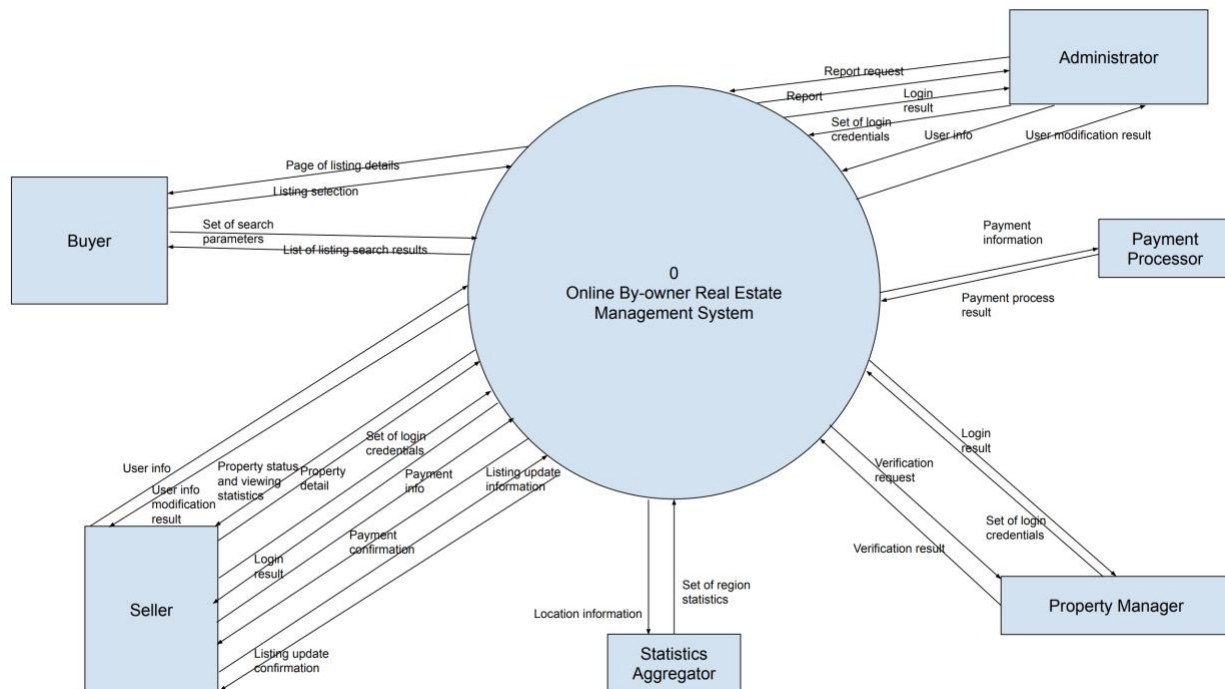 Administrator
Report request
Report
Login
result
Set of login
credentials
User info
User modification result
Page of listing details
Listing selection
Buyer
Set of search
parameters
List of listing search results
0
Online By-owner Real Estate
Management System
Payment
information
Payment
Processor
Payment process
result
User info
User info
modification
result
Property status
and viewing
statistics
Property
detail
Set of login
credentials
Login
result
Payment
info
Payment
confirmation
Listing update
information
Listing update
confirmation
Seller
Location information
Set of region
statistics
Statistics
Aggregator
Verification
request
Verification result
Login result
Set of login
credentials
Property Manager